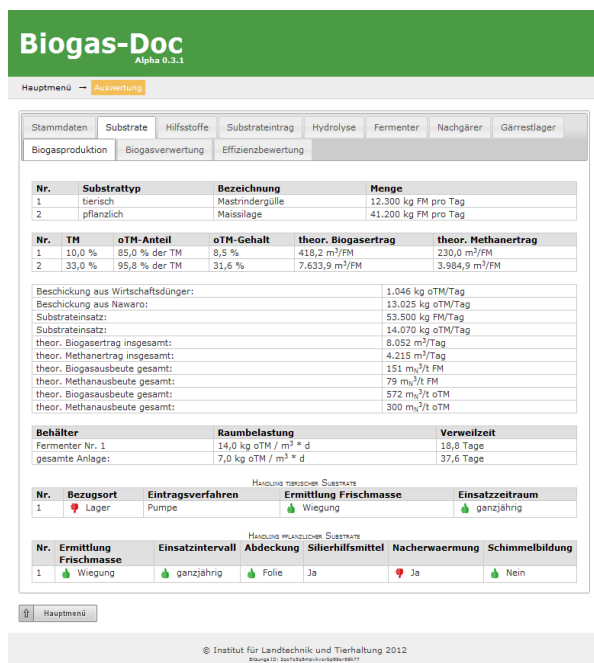 Biogas-Doc
Alpha 0.3.1
Hauptmenü → Auswertung
Stammdaten Substrate Hilfsstoffe Substrateintrag Hydrolyse Fermenter Nachgärer Gärrestlager
Biogasproduktion Biogasverwertung Effizienzbewertung
Nr. Substrattyp Bezeichnung Menge
1 tierisch Mastrindergülle 12.300 kg FM pro Tag
2 pflanzlich Maissilage 41.200 kg FM pro Tag
Nr. TM oTM-Anteil oTM-Gehalt theor. Biogasertrag theor. Methanertrag
1 10,0 % 85,0 % der TM 8,5 % 418,2 m³/FM 230,0 m³/FM
2 33,0 % 95,8 % der TM 31,6 % 7.633,9 m³/FM 3.984,9 m³/FM
Beschickung aus Wirtschaftsdünger: 1.046 kg oTM/Tag
Beschickung aus Nawaro: 13.025 kg oTM/Tag
Substrateinsatz: 53.500 kg FM/Tag
Substrateinsatz: 14.070 kg oTM/Tag
theor. Biogasertrag insgesamt: 8.052 m³/Tag
theor. Methanertrag insgesamt: 4.215 m³/Tag
theor. Biogasausbeute gesamt: 151 mN³/t FM
theor. Methanausbeute gesamt: 79 mN³/t FM
theor. Biogasausbeute gesamt: 572 mN³/t oTM
theor. Methanausbeute gesamt: 300 mN³/t oTM
Behälter Raumbelastung Verweilzeit
Fermenter Nr. 1 14,0 kg oTM / m³ * d 18,8 Tage
gesamte Anlage: 7,0 kg oTM / m³ * d 37,6 Tage
Handling tierischer Substrate
Nr. Bezugsort Eintragsverfahren Ermittlung Frischmasse Einsatzzeitraum
1 Lager Pumpe Wiegung ganzjährig
Handling pflanzlicher Substrate
Nr. Ermittlung Einsatzintervall Abdeckung Silierhilfsmittel Nacherwaermung Schimmelbildung
Frischmasse
1 Wiegung ganzjährig Folie Ja Ja Nein
⇧ Hauptmenü
© Institut für Landtechnik und Tierhaltung 2012